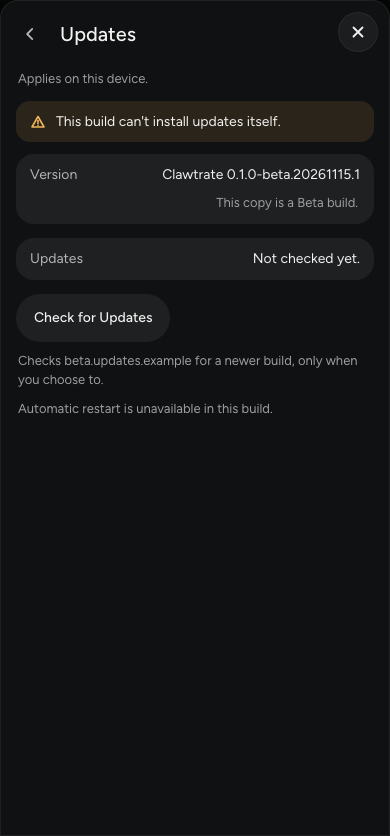 Updates
Applies on this device.
This build can't install updates itself.
Version
Clawtrate 0.1.0-beta.20261115.1
This copy is a Beta build.
Updates
Not checked yet.
Check for Updates
Checks beta.updates.example for a newer build, only when
you choose to.
Automatic restart is unavailable in this build.